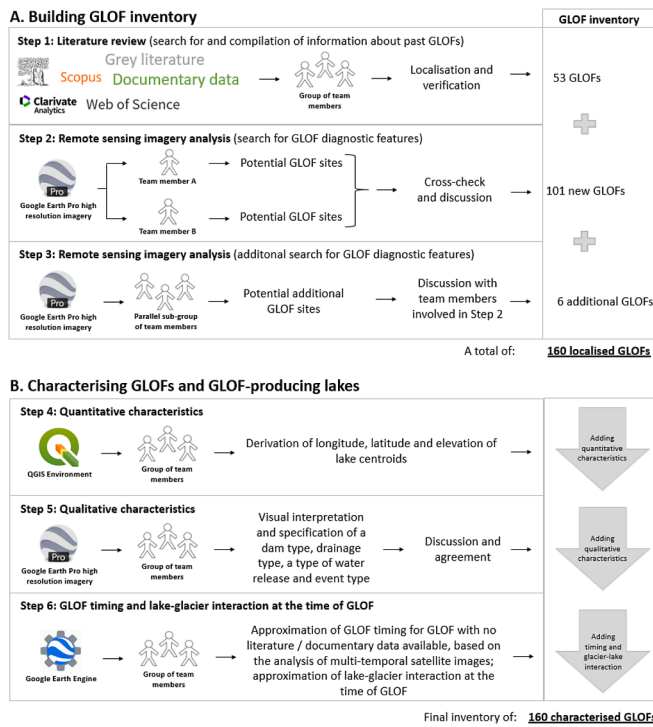 A. Building GLOF inventory
GLOF inventory
Step 1: Literature review (search for and compilation of information about past GLOFs)
Grey literature
Scopus
Documentary data
Clarivate
Analytics
Web of Science
Group of team
members
Localisation and
verification
53 GLOFs
Step 2: Remote sensing imagery analysis (search for GLOF diagnostic features)
Pro
Google Earth Pro high
resolution imagery
Team member A
Potential GLOF sites
Team member B
Potential GLOF sites
Cross-check
and discussion
101 new GLOFs
Step 3: Remote sensing imagery analysis (additonal search for GLOF diagnostic features)
Pro
Google Earth Pro high
resolution imagery
Parallel sub-group
of team members
Potential additional
GLOF sites
Discussion with
team members
involved in Step 2
6 additional GLOFs
A total of: 160 localised GLOFs
B. Characterising GLOFs and GLOF-producing lakes
Step 4: Quantitative characteristics
QGIS Environment
Group of team
members
Derivation of longitude, latitude and elevation of
lake centroids
Adding
quantitative
characteristics
Step 5: Qualitative characteristics
Pro
Google Earth Pro high
resolution imagery
Group of team
members
Visual interpretation
and specification of a
dam type, drainage
type, a type of water
release and event type
Discussion and
agreement
Adding
qualitative
characteristics
Step 6: GLOF timing and lake-glacier interaction at the time of GLOF
Google Earth Engine
Group of team
members
Approximation of GLOF timing for GLOF with no
literature / documentary data available, based on
the analysis of multi-temporal satellite images;
approximation of lake-glacier interaction at the
time of GLOF
Adding
timing and
glacier-lake
interaction
Final inventory of: 160 characterised GLOFs